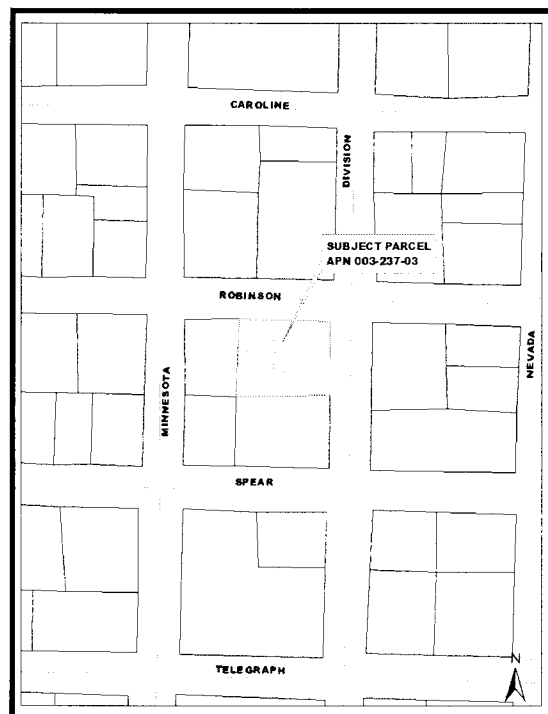 CAROLINE
DIVISION
SUBJECT PARCEL
APN 003-237-03
ROBINSON
NEVADA
MINNESOTA
SPEAR
TELEGRAPH
N